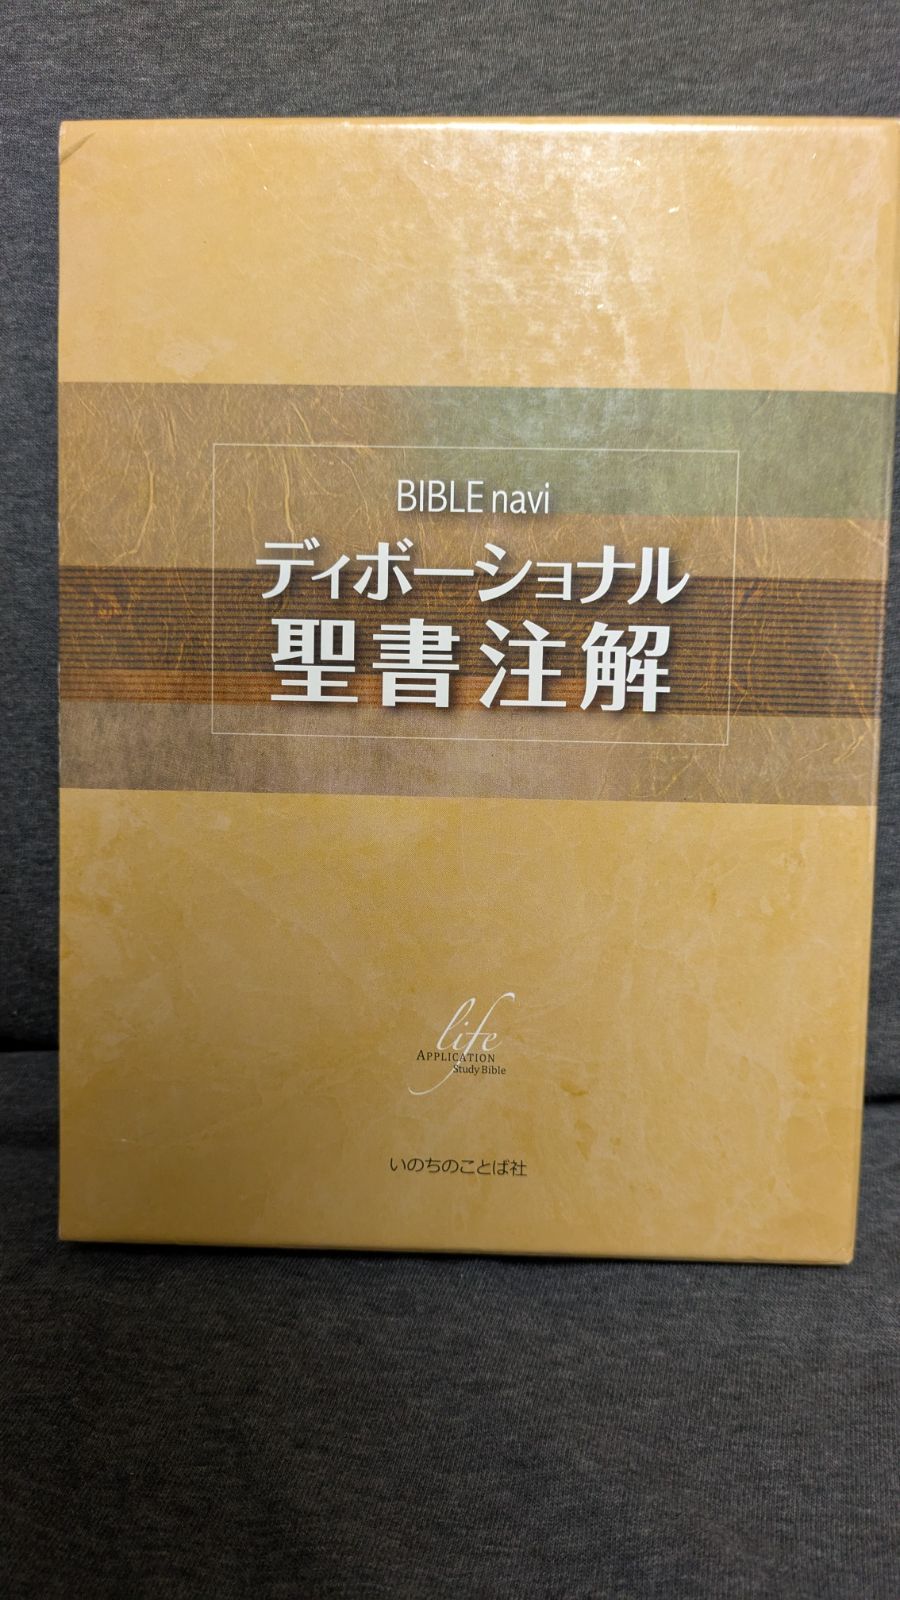 BIBLE navi
ディボーショナル
聖書注解
life
APPLICATION
Study Bible
いのちのことば社